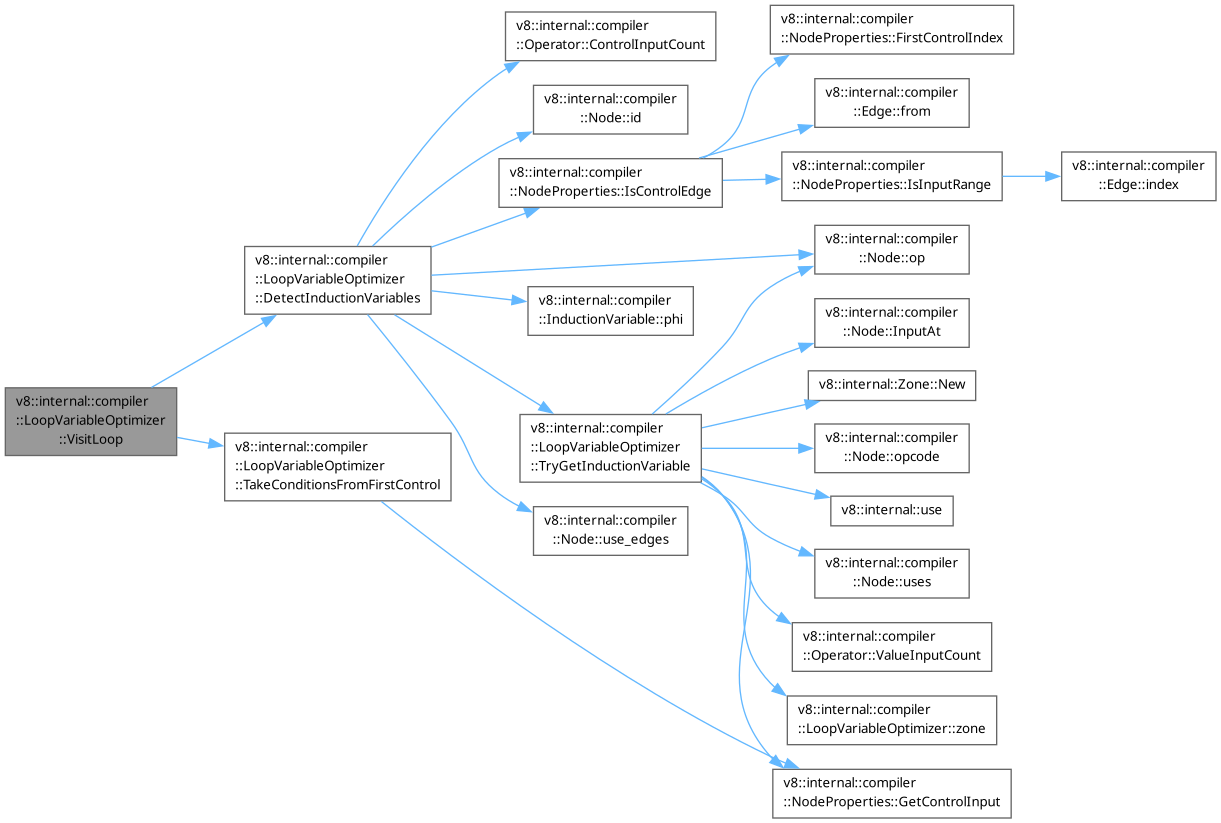 v8::internal::compiler
::LoopVariableOptimizer
::VisitLoop
v8::internal::compiler
::LoopVariableOptimizer
::DetectInductionVariables
v8::internal::compiler
::LoopVariableOptimizer
::TakeConditionsFromFirstControl
v8::internal::compiler
::Operator::ControlInputCount
v8::internal::compiler
::Node::id
v8::internal::compiler
::NodeProperties::IsControlEdge
v8::internal::compiler
::InductionVariable::phi
v8::internal::compiler
::LoopVariableOptimizer
::TryGetInductionVariable
v8::internal::compiler
::Node::use_edges
v8::internal::compiler
::NodeProperties::FirstControlIndex
v8::internal::compiler
::Edge::from
v8::internal::compiler
::NodeProperties::IsInputRange
v8::internal::compiler
::Edge::index
v8::internal::compiler
::Node::op
v8::internal::compiler
::Node::InputAt
v8::internal::Zone::New
v8::internal::compiler
::Node::opcode
v8::internal::use
v8::internal::compiler
::Node::uses
v8::internal::compiler
::Operator::ValueInputCount
v8::internal::compiler
::LoopVariableOptimizer::zone
v8::internal::compiler
::NodeProperties::GetControlInput